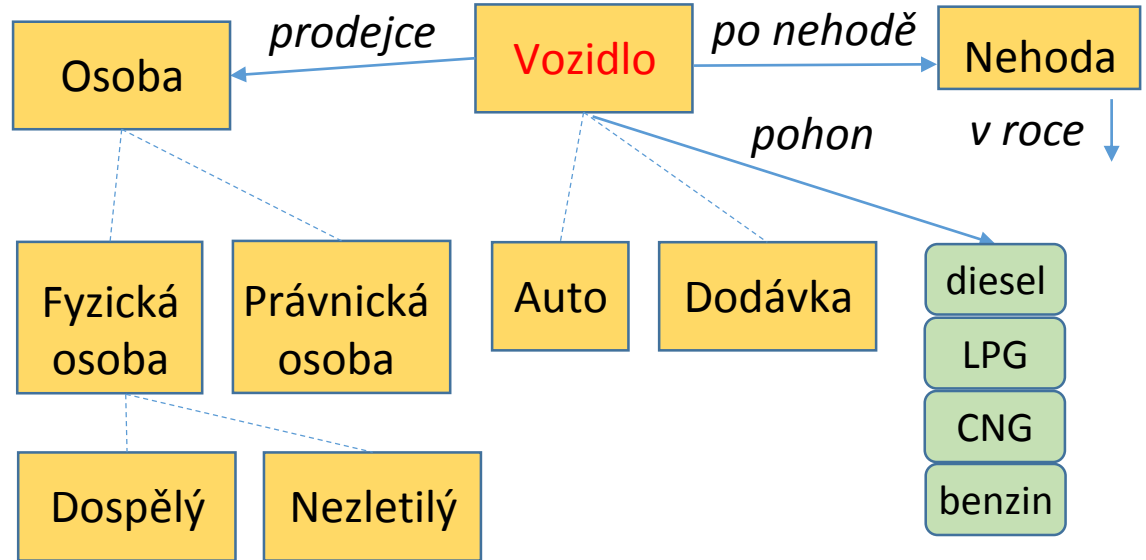 prodejce
po nehodě
Osoba
Vozidlo
Nehoda
pohon
v roce
Fyzická
osoba
Právnická
osoba
Auto
Dodávka
diesel
LPG
CNG
benzin
Dospělý
Nezletilý